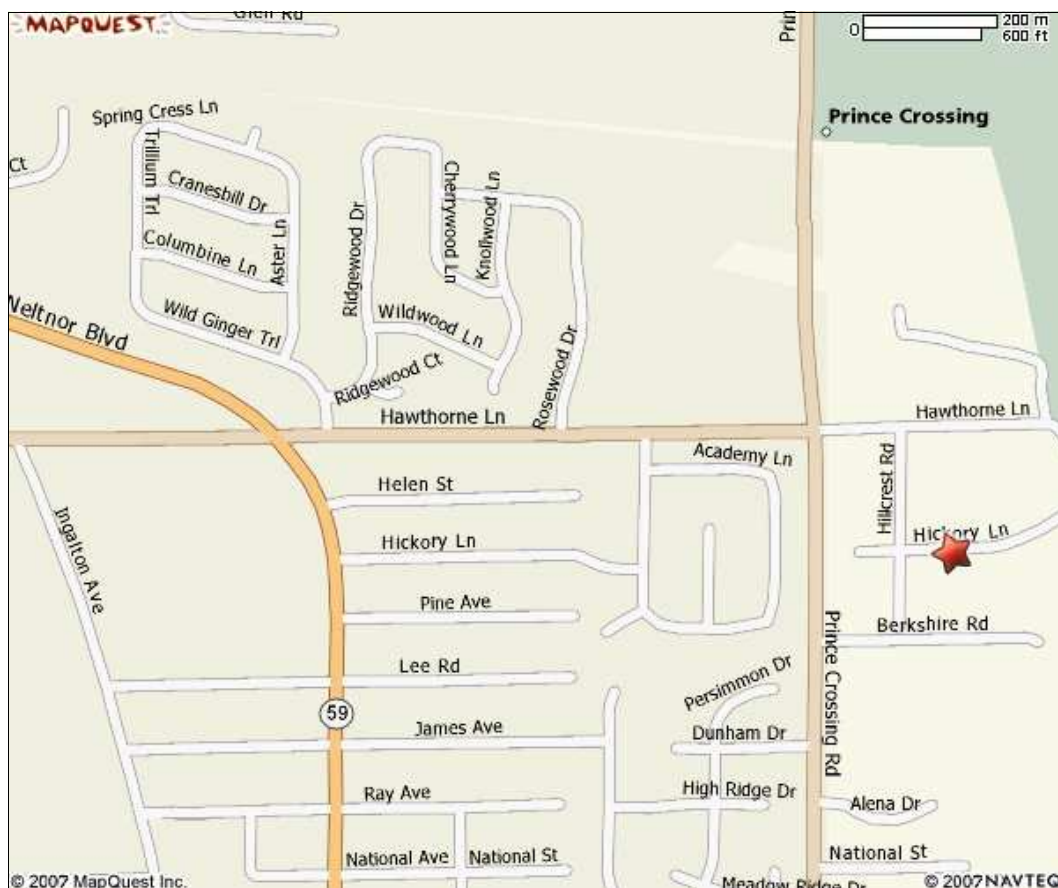 MAPQUEST
Glen Rd
Prin
0
200 m
600 ft
Spring Cress Ln
Prince Crossing
Ct
Trillium Trl
Cranesbill Dr
Cherrywood Ln
Knollwood Ln
Columbine Ln
Aster Ln
Ridgewood Dr
Wild Ginger Trl
Wildwood Ln
Weltnor Blvd
Ridgewood Ct
Rosewood Dr
Hawthorne Ln
Hawthorne Ln
Academy Ln
Helen St
Hillcrest Rd
Ingalton Ave
Hickory Ln
Hickory Ln
Pine Ave
Berkshire Rd
Prince Crossing Rd
Lee Rd
Persimmon Dr
59
James Ave
Dunham Dr
Ray Ave
High Ridge Dr
Alena Dr
National Ave
National St
National St
Meadow Ridge Dr
© 2007 MapQuest Inc.
© 2007 NAVTEQ